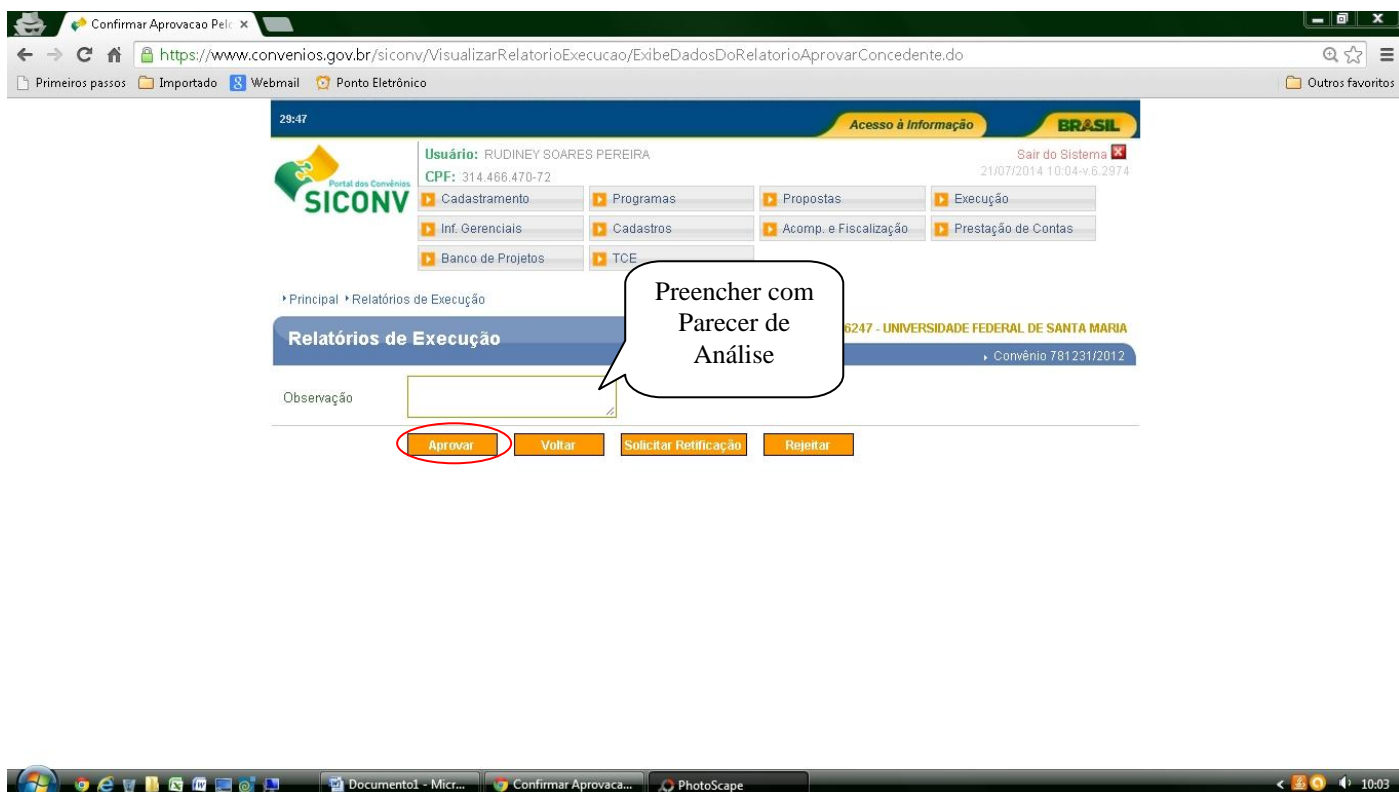 Confirmar Aprovacao Pelc
https://www.convenios.gov.br/siconv/VisualizarRelatorioExecucao/ExibeDadosDoRelatorioAprovarConcedente.do
Primeiros passos Importado Webmail Ponto Eletrônico Outros favoritos
29:47 Acesso à Informação BRASIL
Usuário: RUDINEY SOARES PEREIRA Sair do Sistema
CPF: 314.466.470-72 21/07/2014 10:04-v.6.2974
Portal dos Convênios
SICONV
Cadastramento Programas Propostas Execução
Inf. Gerenciais Cadastros Acomp. e Fiscalização Prestação de Contas
Banco de Projetos TCE
Principal Relatórios de Execução
Preencher com
Parecer de
Análise
Relatórios de Execução
6247 - UNIVERSIDADE FEDERAL DE SANTA MARIA
Convênio 781231/2012
Observação
Aprovar Voltar Solicitar Retificação Rejeitar
Documento1 - Micr... Confirmar Aprovaca... PhotoScape 10:03